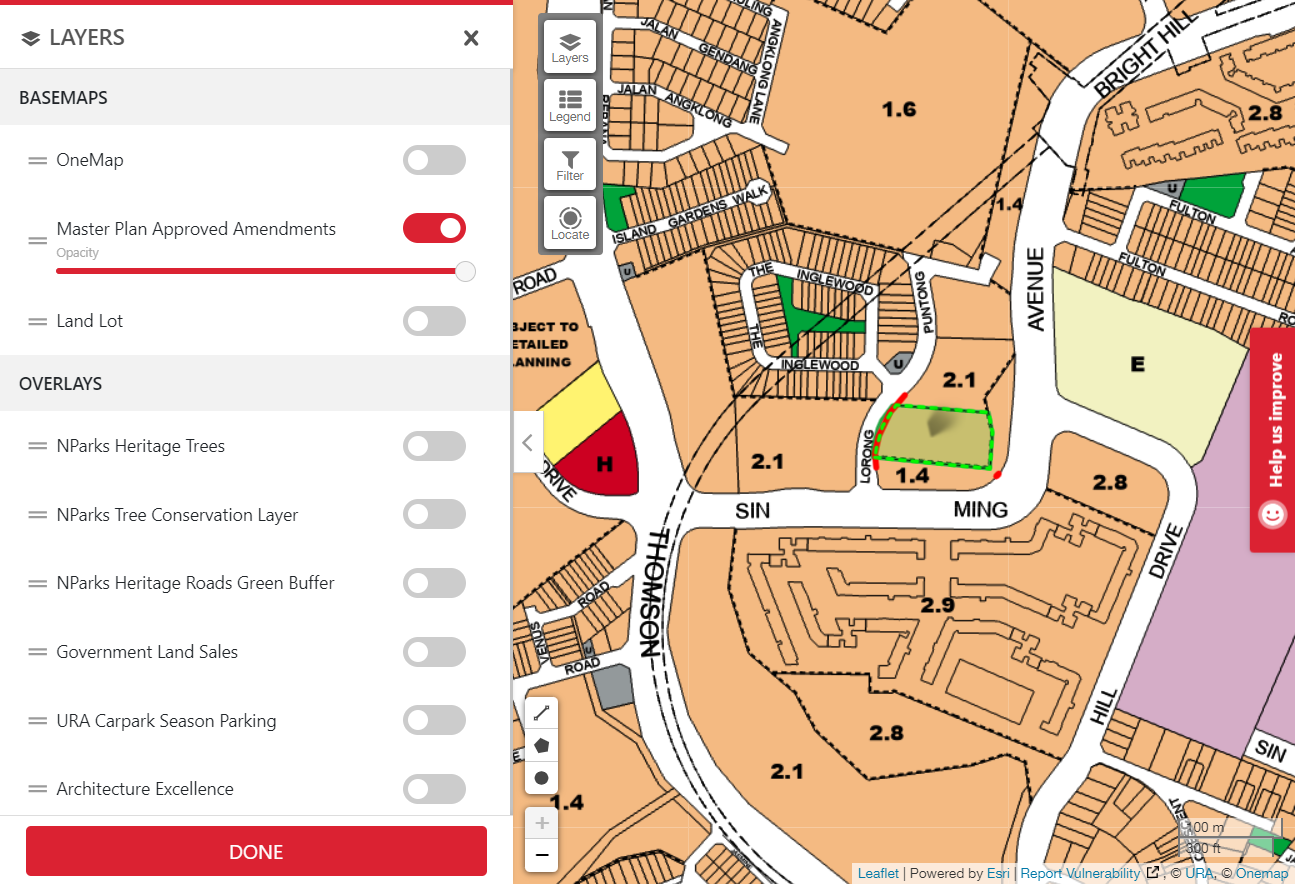 LAYERS
BASEMAPS
OneMap
Master Plan Approved Amendments
Opacity
Land Lot
OVERLAYS
NParks Heritage Trees
NParks Tree Conservation Layer
NParks Heritage Roads Green Buffer
Government Land Sales
URA Carpark Season Parking
Architecture Excellence
DONE
Layers
Legend
Filter
Locate
JALAN
GENDANG
ANGKLONG LANE
JALAN
ANGKLONG
1.6
BRIGHT HILL
2.8
1.4
U
FULTON
FULTON
ISLAND GARDENS WALK
U
ROAD
THE
INGLEWOOD
THE
INGLEWOOD
PUNTONG
LORONG
U
AVENUE
E
2.1
2.1
1.4
H
DRIVE
SIN
MING
2.8
DRIVE
HILL
THOMSON
2.9
VENUS
ROAD
U
ROAD
2.8
2.1
1.4
SIN
Help us improve
100 m
300 ft
Leaflet | Powered by Esri | Report Vulnerability , © URA, © Onemap